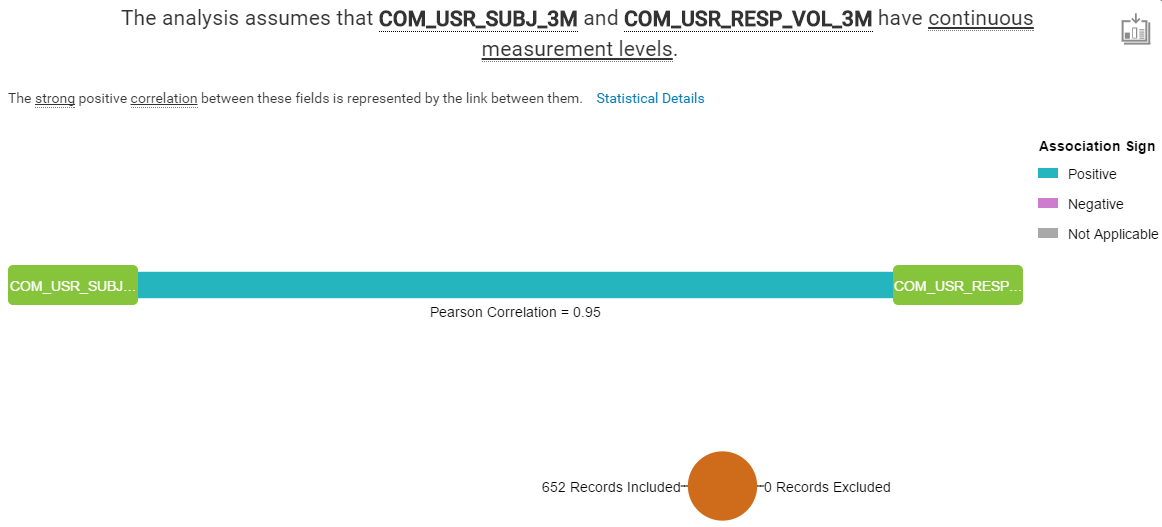 The analysis assumes that COM_USR_SUBJ_3M and COM_USR_RESP_VOL_3M have continuous
measurement levels.
The strong positive correlation between these fields is represented by the link between them. Statistical Details
Association Sign
Positive
Negative
Not Applicable
COM_USR_SUBJ...
COM_USR_RESP...
Pearson Correlation = 0.95
652 Records Included
0 Records Excluded